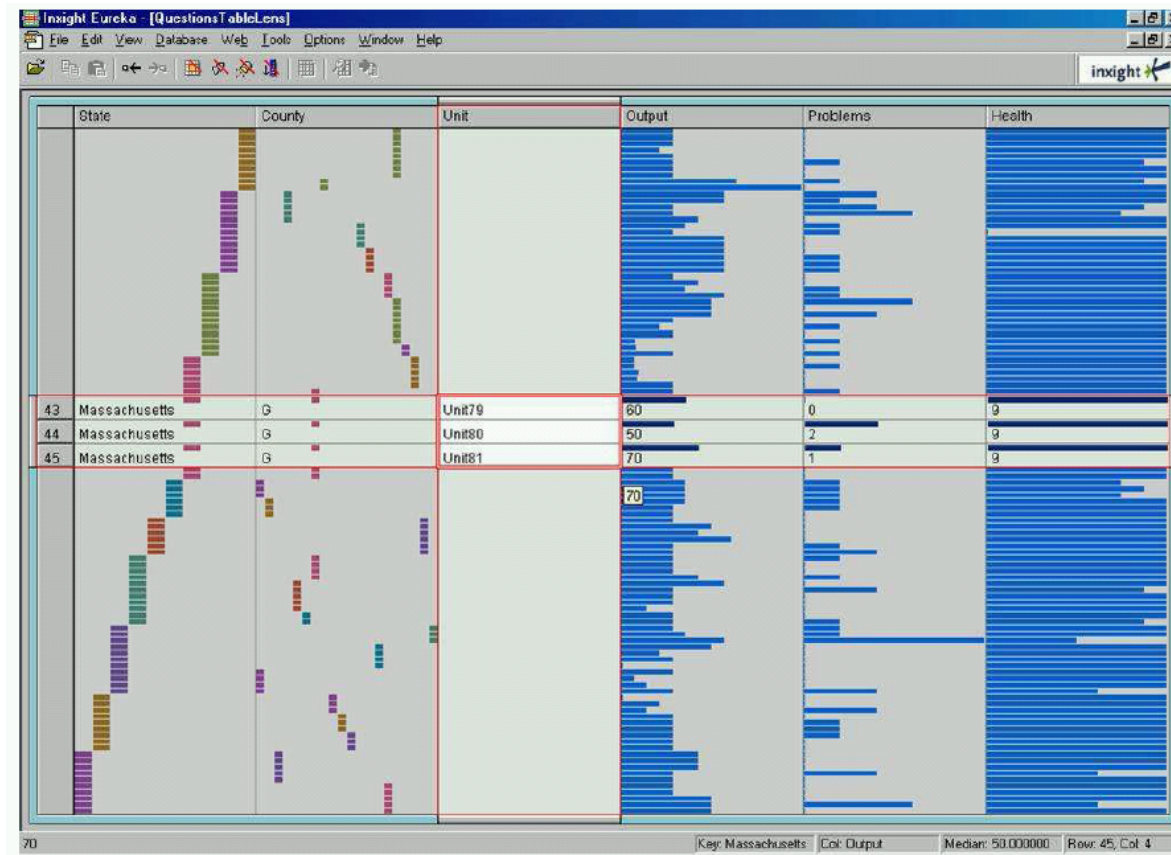 Inxight Eureka - [QuestionsTableLens]
File Edit View Database Web Tools Options Window Help
inxight
State County Unit Output Problems Health
43 Massachusetts G Unit79 60 0 9
44 Massachusetts G Unit80 50 2 9
45 Massachusetts G Unit81 70 1 9
70
70 Key: Massachusetts Col: Output Median: 50.000000 Row: 45, Col: 4